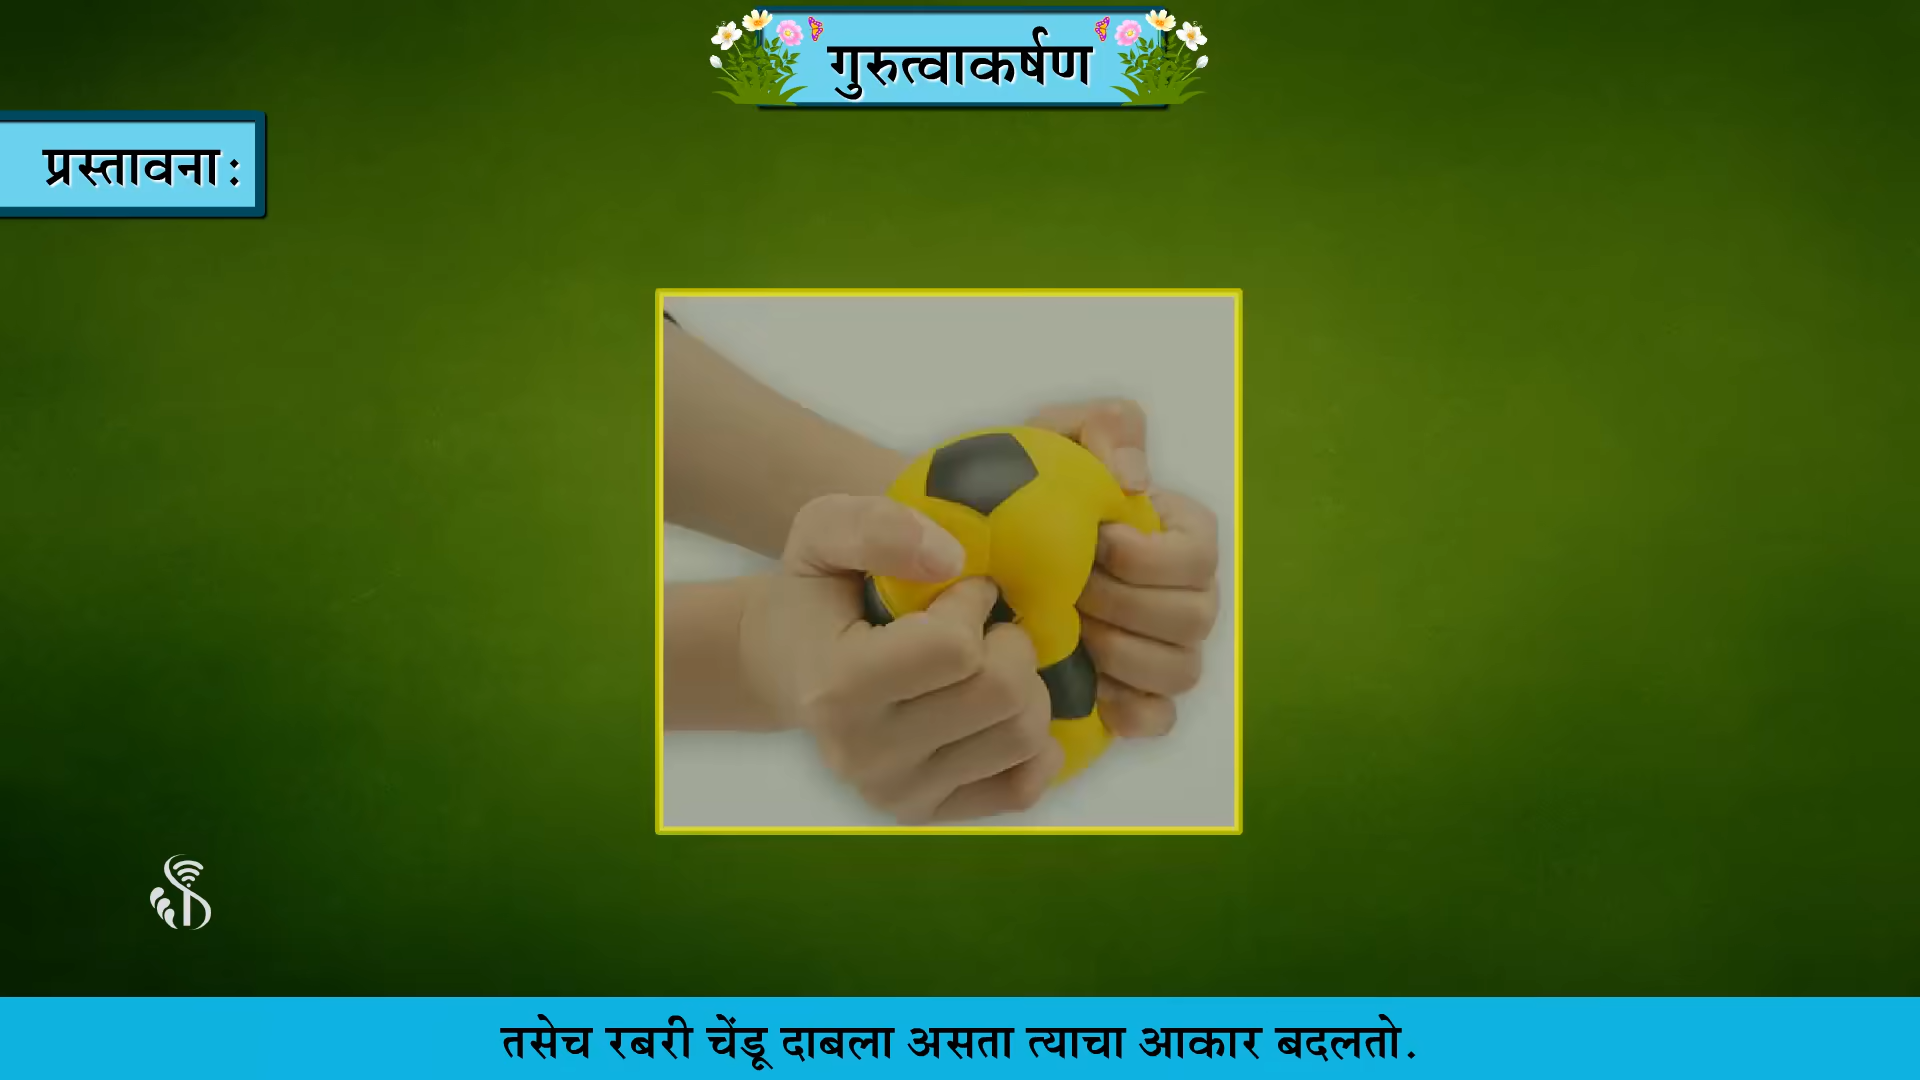 गुरुत्वाकर्षण
प्रस्तावना:
तसेच रबरी चेंडू दाबला असता त्याचा आकार बदलतो.